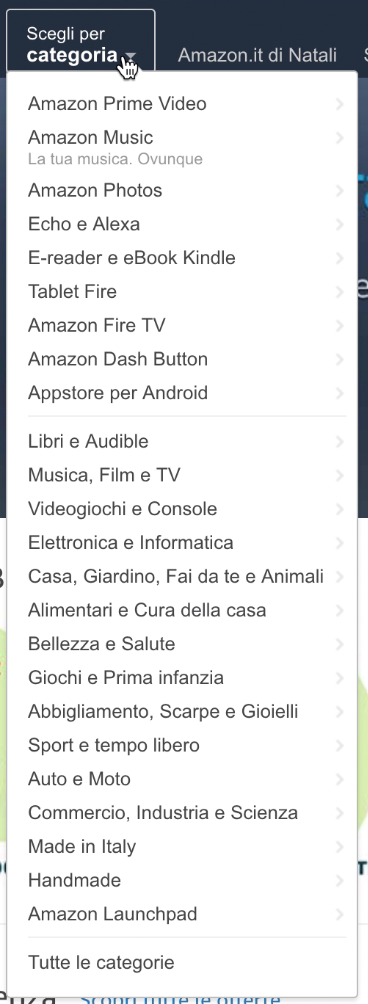 Scegli per
categoria
Amazon.it di Natali
Amazon Prime Video
Amazon Music
La tua musica. Ovunque
Amazon Photos
Echo e Alexa
E-reader e eBook Kindle
Tablet Fire
Amazon Fire TV
Amazon Dash Button
Appstore per Android
Libri e Audible
Musica, Film e TV
Videogiochi e Console
Elettronica e Informatica
Casa, Giardino, Fai da te e Animali
Alimentari e Cura della casa
Bellezza e Salute
Giochi e Prima infanzia
Abbigliamento, Scarpe e Gioielli
Sport e tempo libero
Auto e Moto
Commercio, Industria e Scienza
Made in Italy
Handmade
Amazon Launchpad
Tutte le categorie
Scopri tutte le offerte